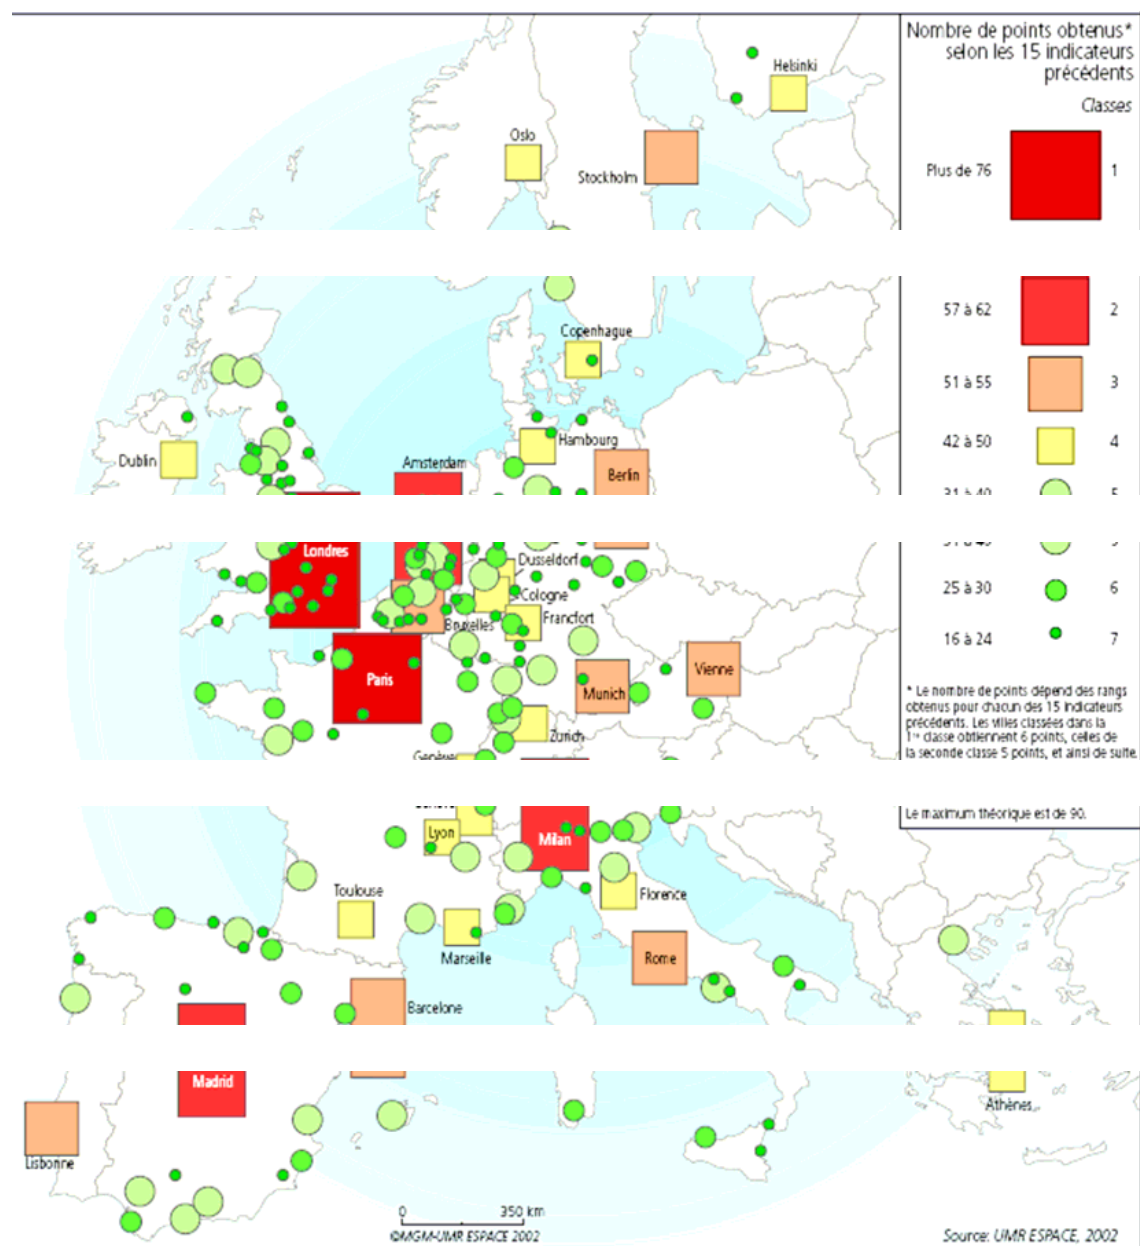 Nombre de points obtenus*
selon les 15 indicateurs
précédents
Classes
Plus de 76
1
57 à 62
2
51 à 55
3
42 à 50
4
31 à 40
5
25 à 30
6
16 à 24
7
* Le nombre de points dépend des rangs
obtenus pour chacun des 15 indicateurs
précédents. Les villes classées dans la
1re classe obtiennent 6 points, celles de
la seconde classe 5 points, et ainsi de suite.
Le maximum théorique est de 90.
Helsinki
Oslo
Stockholm
Copenhague
Hambourg
Dublin
Amsterdam
Berlin
Londres
Dusseldorf
Cologne
Bruxelles
Francfort
Paris
Munich
Vienne
Zurich
Genève
Lyon
Milan
Toulouse
Florence
Marseille
Rome
Barcelone
Madrid
Athènes
Lisbonne
0 350 km
©MGM-UMR ESPACE 2002
Source: UMR ESPACE, 2002